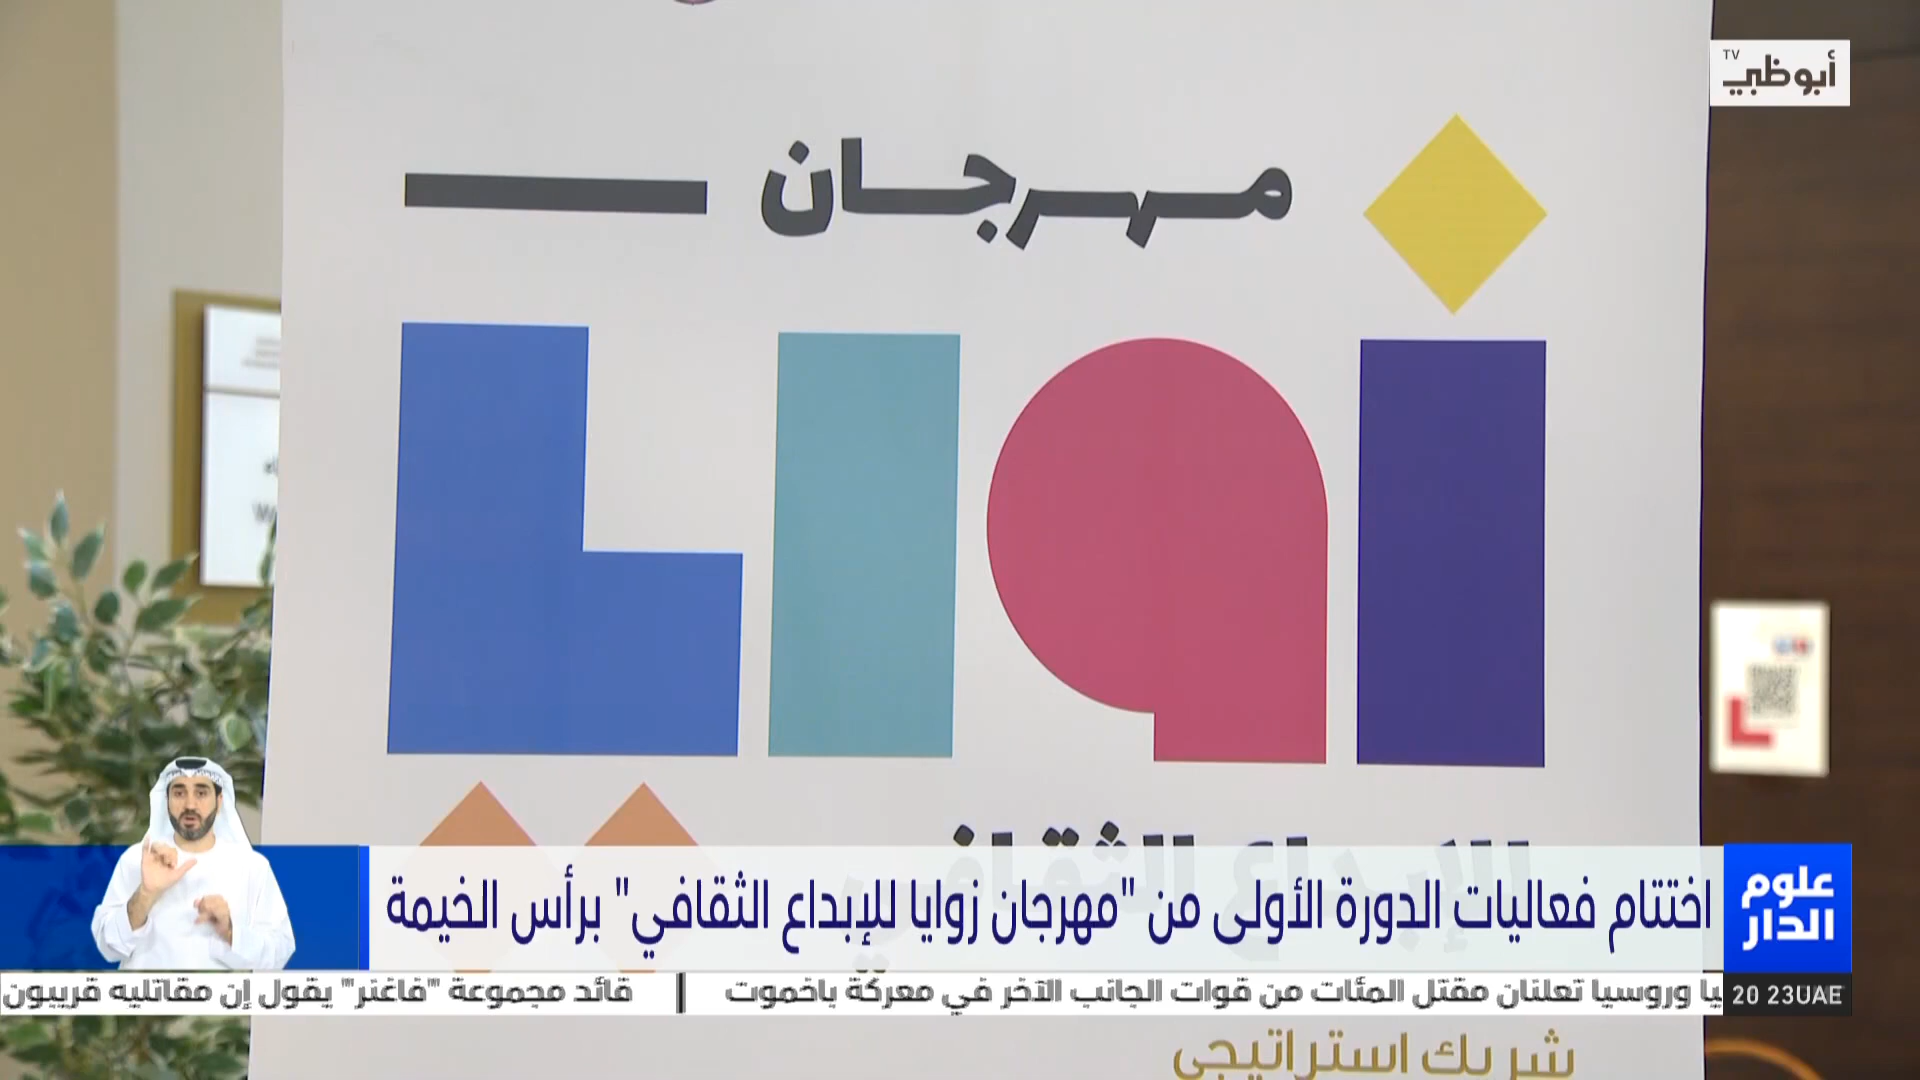 TV
أبوظبي
مهرجان
زوايا
للإبداع الثقافي
اختتام فعاليات الدورة الأولى من "مهرجان زوايا للإبداع الثقافي" برأس الخيمة
علوم
الدار
يا وروسيا تعلنان مقتل المئات من قوات الجانب الآخر في معركة باخموت | قائد مجموعة "فاغنر" يقول إن مقاتليه قريبون
20 23UAE
شريك استراتيجي